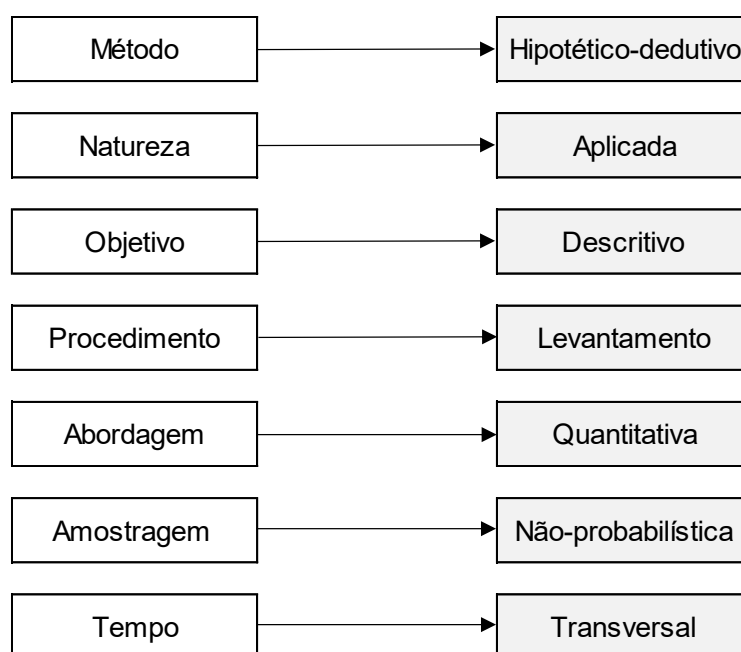 Método
Hipotético-dedutivo
Natureza
Aplicada
Objetivo
Descritivo
Procedimento
Levantamento
Abordagem
Quantitativa
Amostragem
Não-probabilística
Tempo
Transversal